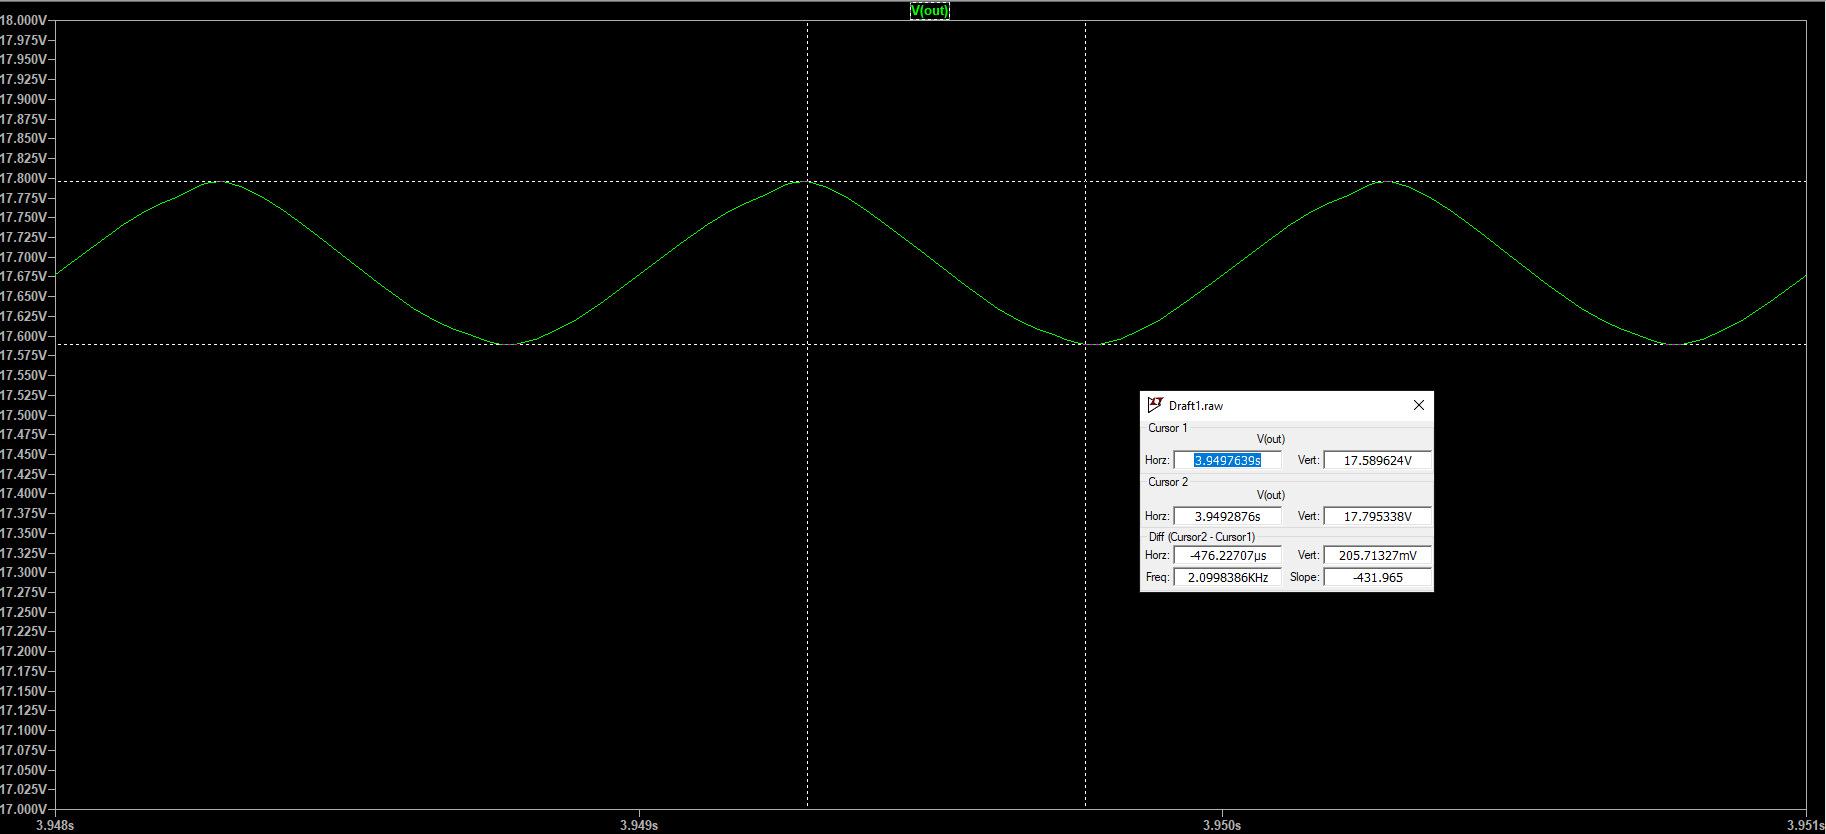 V(out)
18.000V
17.975V
17.950V
17.925V
17.900V
17.875V
17.850V
17.825V
17.800V
17.775V
17.750V
17.725V
17.700V
17.675V
17.650V
17.625V
17.600V
17.575V
17.550V
17.525V
17.500V
17.475V
17.450V
17.425V
17.400V
17.375V
17.350V
17.325V
17.300V
17.275V
17.250V
17.225V
17.200V
17.175V
17.150V
17.125V
17.100V
17.075V
17.050V
17.025V
17.000V
3.948s 3.949s 3.950s 3.951s
Draft1.raw
Cursor 1
V(out)
Horz: 3.9497639s Vert: 17.589624V
Cursor 2
V(out)
Horz: 3.9492876s Vert: 17.795338V
Diff (Cursor2 - Cursor1)
Horz: -476.22707µs Vert: 205.71327mV
Freq: 2.0998386KHz Slope: -431.965